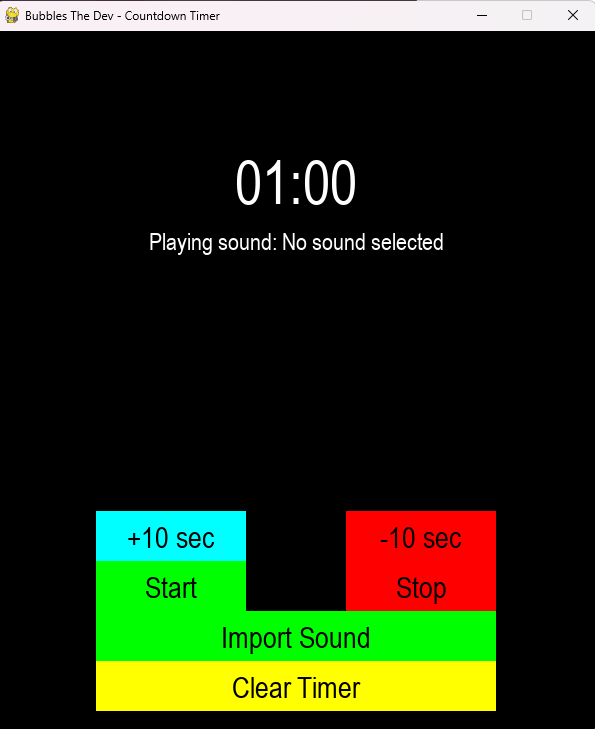 Bubbles The Dev - Countdown Timer
01:00
Playing sound: No sound selected
+10 sec
-10 sec
Start
Stop
Import Sound
Clear Timer